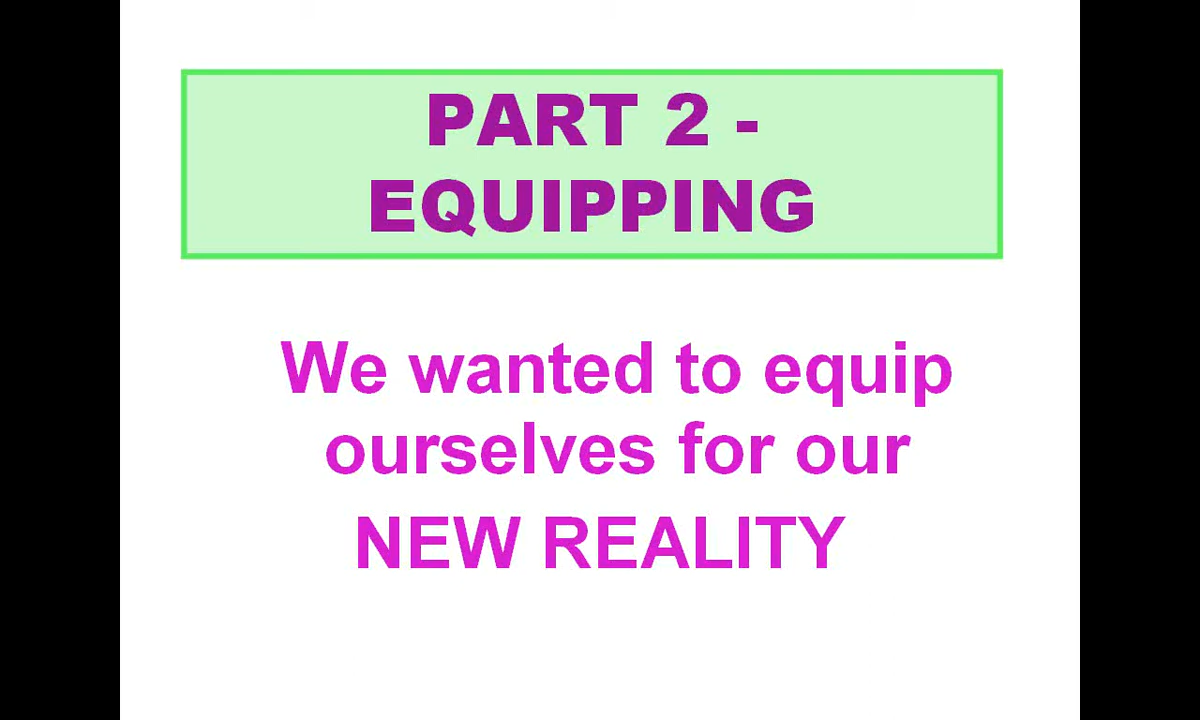 PART 2 -
EQUIPPING
We wanted to equip
ourselves for our
NEW REALITY